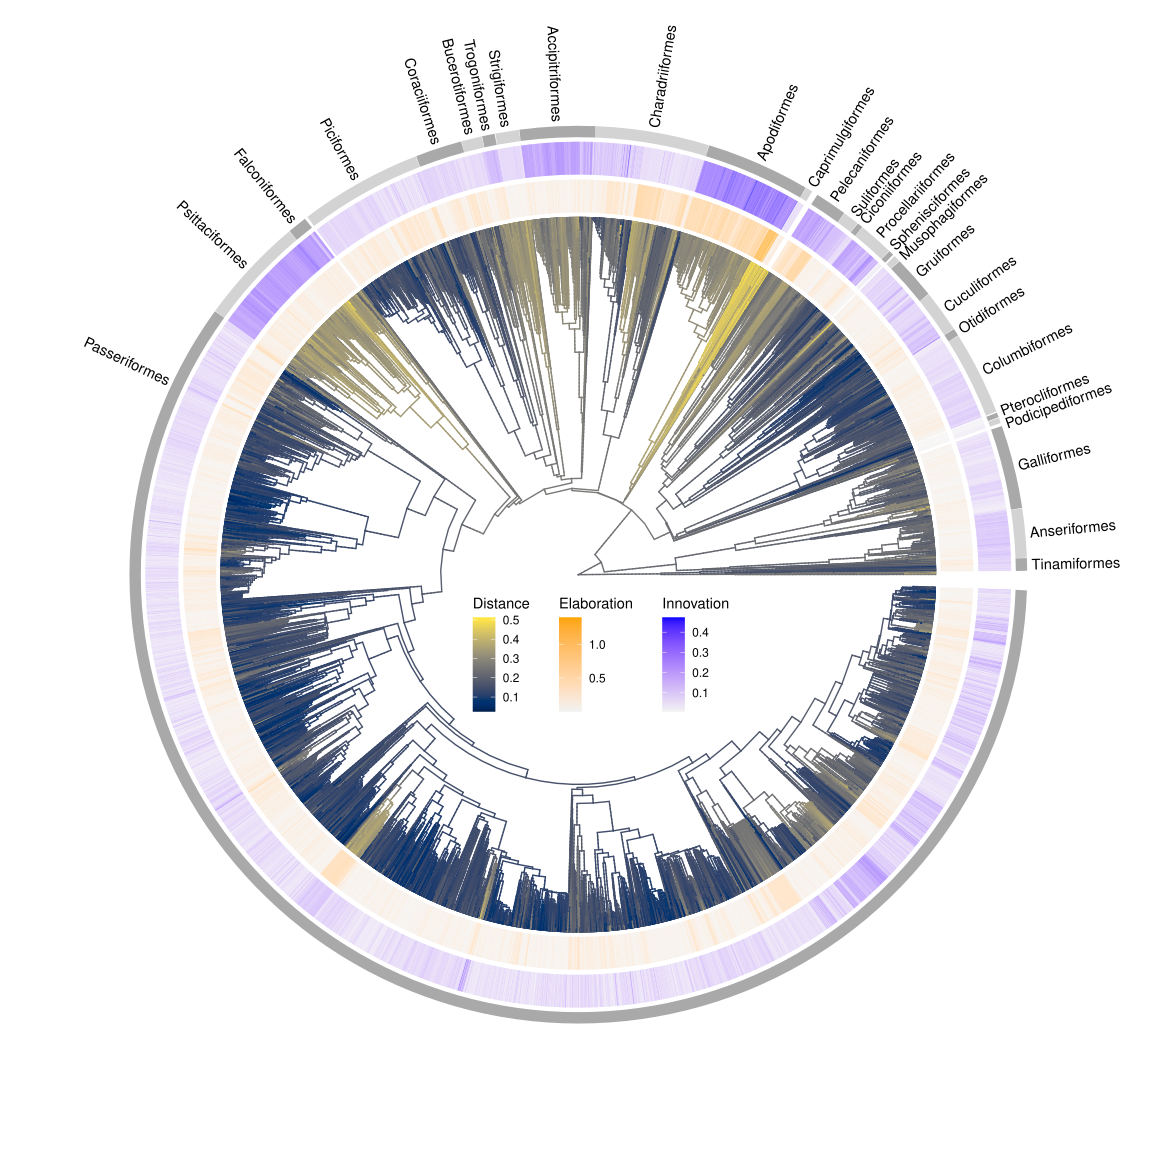 Passeriformes
Psittaciformes
Falconiformes
Piciformes
Coraciiformes
Bucerotiformes
Trogoniformes
Strigiformes
Accipitriformes
Charadriiformes
Apodiformes
Caprimulgiformes
Pelecaniformes
Suliformes
Ciconiiformes
Procellariiformes
Sphenisciformes
Musophagiformes
Gruiformes
Cuculiformes
Otidiformes
Columbiformes
Pterocliformes
Podicipediformes
Galliformes
Anseriformes
Tinamiformes
Distance
0.5
0.4
0.3
0.2
0.1
Elaboration
1.0
0.5
Innovation
0.4
0.3
0.2
0.1